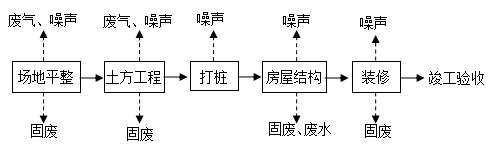 废气、噪声 废气、噪声 噪声 噪声 噪声
场地平整 土方工程 打桩 房屋结构 装修 竣工验收
固废 固废 固废、废水 固废